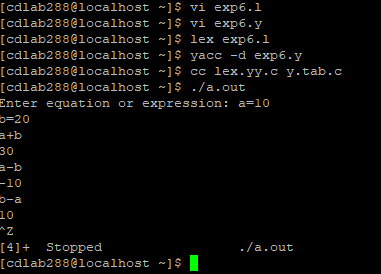 [cdlab288@localhost ~]$ vi exp6.l
[cdlab288@localhost ~]$ vi exp6.y
[cdlab288@localhost ~]$ lex exp6.l
[cdlab288@localhost ~]$ yacc -d exp6.y
[cdlab288@localhost ~]$ cc lex.yy.c y.tab.c
[cdlab288@localhost ~]$ ./a.out
Enter equation or expression: a=10
b=20
a+b
30
a-b
-10
b-a
10
^Z
[4]+  Stopped                 ./a.out
[cdlab288@localhost ~]$